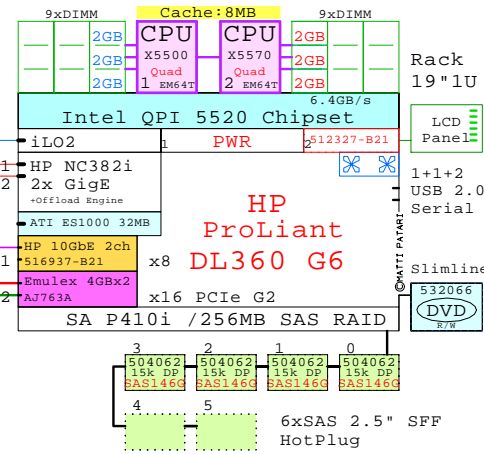 9xDIMM
Cache:8MB
9xDIMM
2GB CPU CPU 2GB
2GB X5500 X5570 2GB
Quad Quad
2GB 1 EM64T 2 EM64T 2GB
Rack
19"1U
6.4GB/s
Intel QPI 5520 Chipset
LCD
Panel
iLO2
1 PWR 2 512327-B21
1 HP NC382i
2 2x GigE
+Offload Engine
1+1+2
USB 2.0
Serial
ATI ES1000 32MB
HP
ProLiant
DL360 G6
©MATTI PATARI
HP 10GbE 2ch
1 516937-B21 x8
Emulex 4GBx2
2 AJ763A x16 PCIe G2
Slimline
532066
DVD
R/W
SA P410i /256MB SAS RAID
3 2 1 0
504062 504062 504062 504062
15k DP 15k DP 15k DP 15k DP
SAS146G SAS146G SAS146G SAS146G
4 5
6xSAS 2.5" SFF
HotPlug